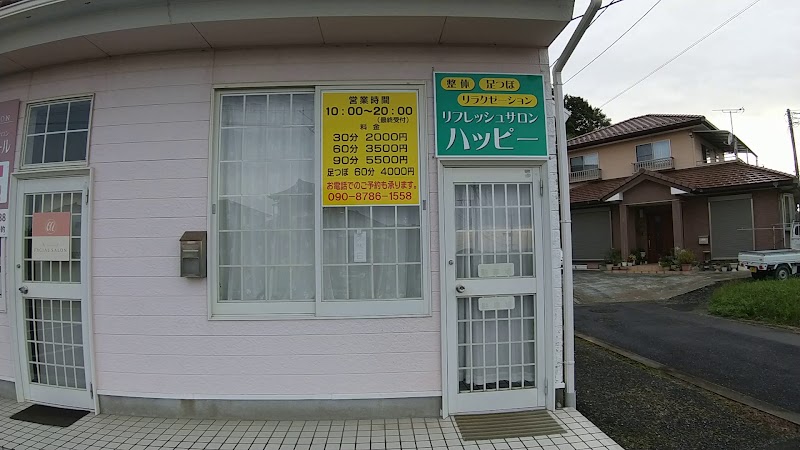 営業時間
10:00〜20:00
(最終受付)
料金
30分 2000円
60分 3500円
90分 5500円
足つぼ 60分 4000円
お電話でのご予約も承ります。
090-8786-1558
整体 足つぼ
リラクゼーション
リフレッシュサロン
ハッピー